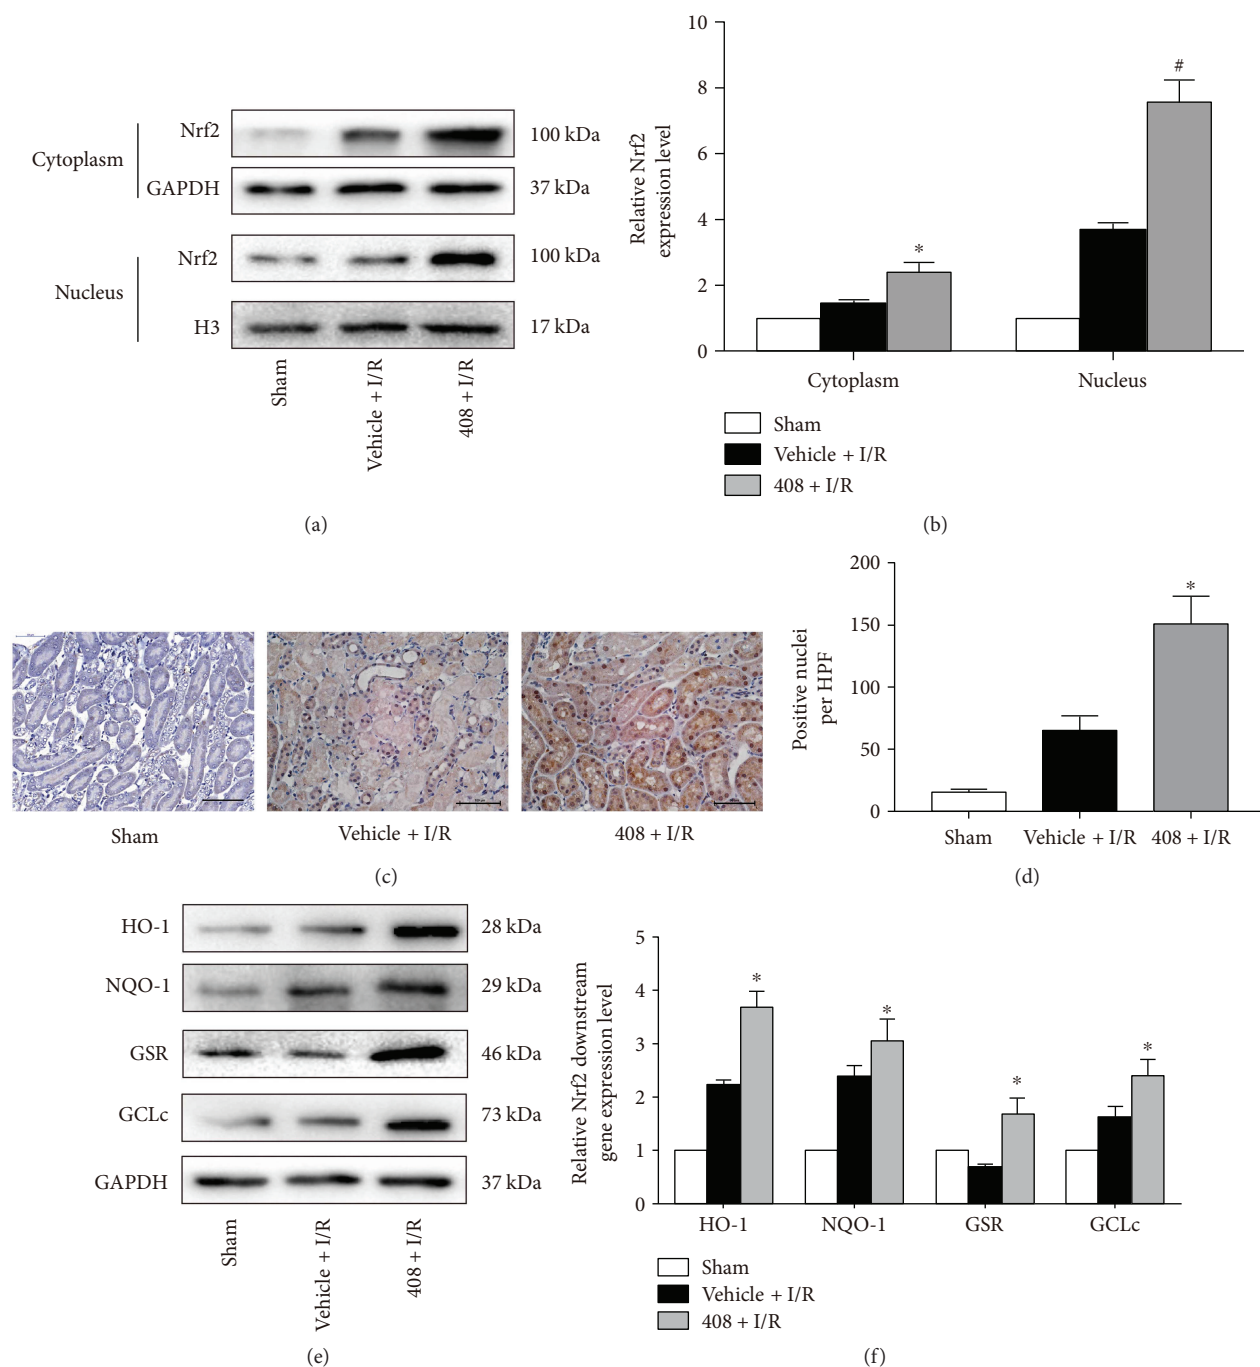 Cytoplasm
Nrf2
100 kDa
GAPDH
37 kDa
Nucleus
Nrf2
100 kDa
H3
17 kDa
Sham
Vehicle + I/R
408 + I/R
(a)
Relative Nrf2
expression level
10
8
6
4
2
0
*
#
Cytoplasm
Nucleus
Sham
Vehicle + I/R
408 + I/R
(b)
Sham
Vehicle + I/R
408 + I/R
(c)
Positive nuclei
per HPF
200
150
100
50
0
*
Sham
Vehicle + I/R
408 + I/R
(d)
HO-1
28 kDa
NQO-1
29 kDa
GSR
46 kDa
GCLc
73 kDa
GAPDH
37 kDa
Sham
Vehicle + I/R
408 + I/R
(e)
Relative Nrf2 downstream
gene expression level
5
4
3
2
1
0
*
*
*
*
HO-1
NQO-1
GSR
GCLc
Sham
Vehicle + I/R
408 + I/R
(f)